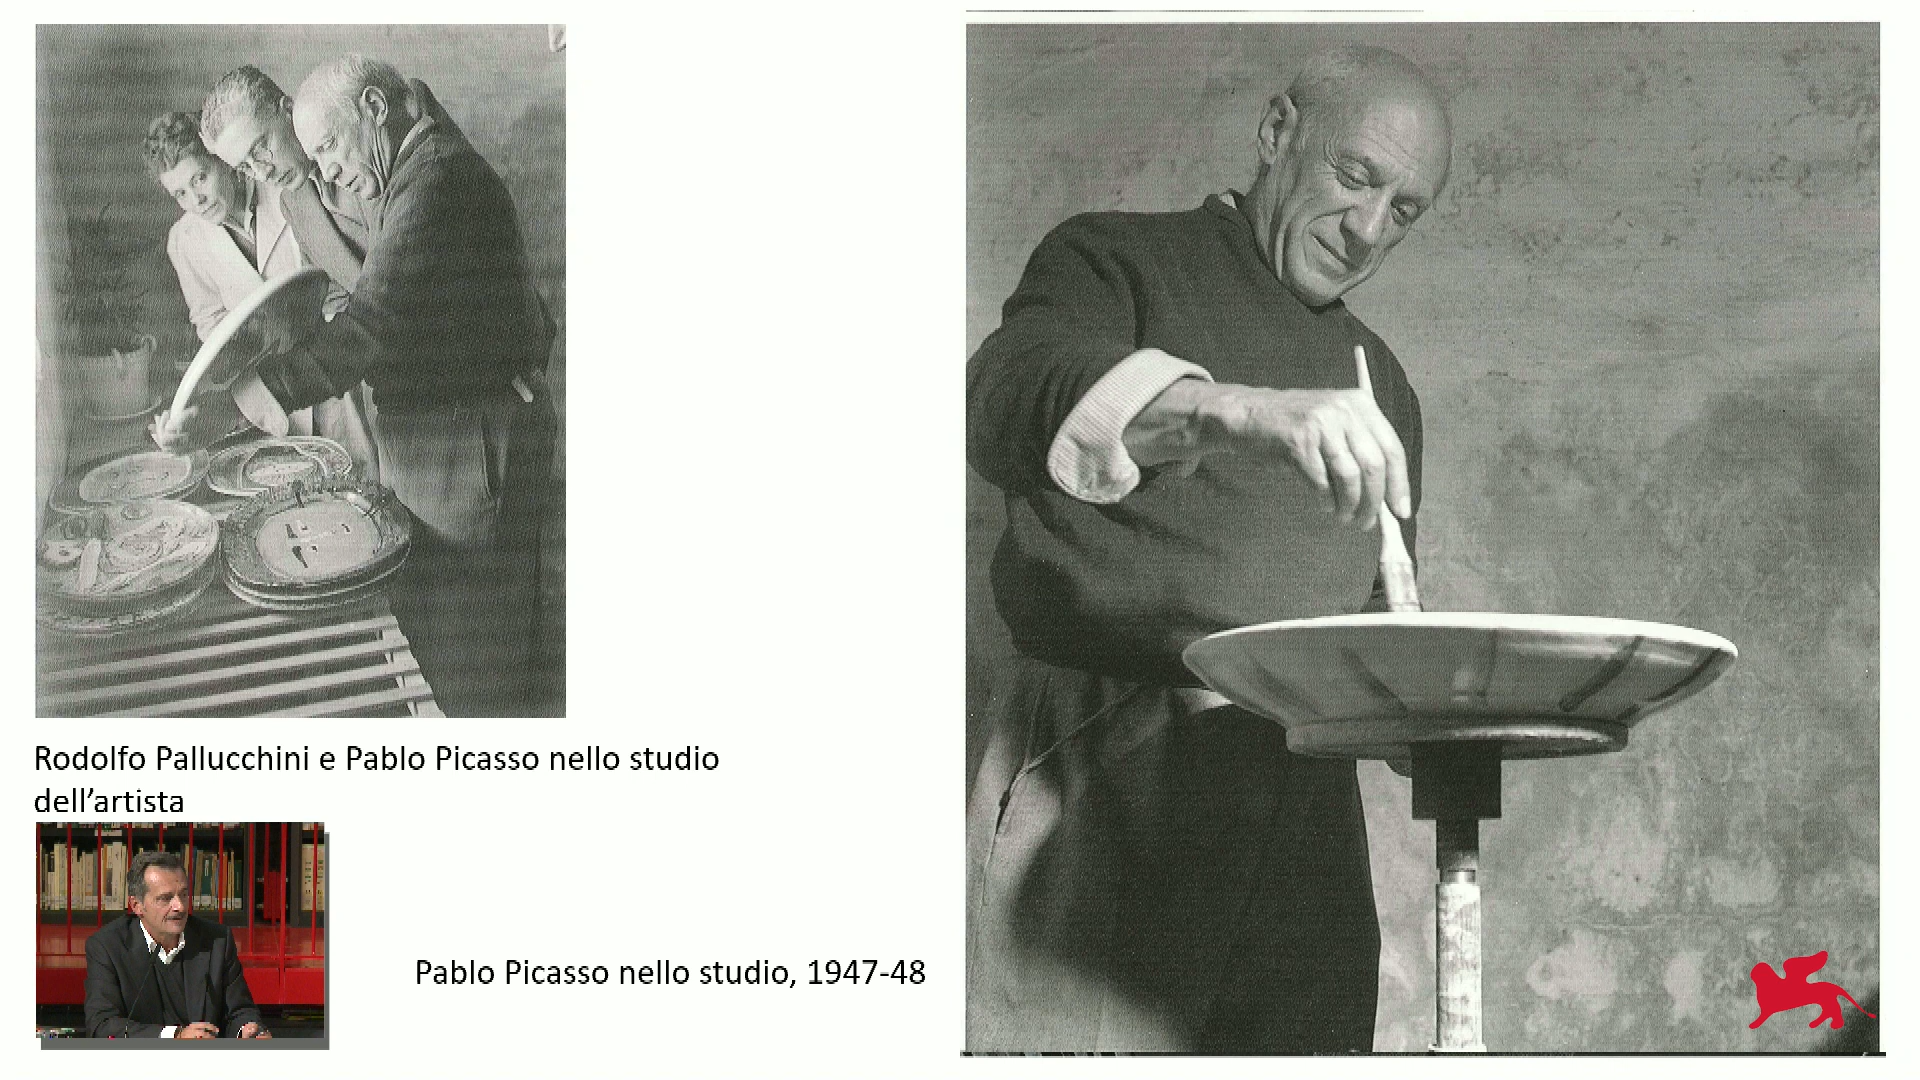 Rodolfo Pallucchini e Pablo Picasso nello studio
dell’artista
Pablo Picasso nello studio, 1947-48